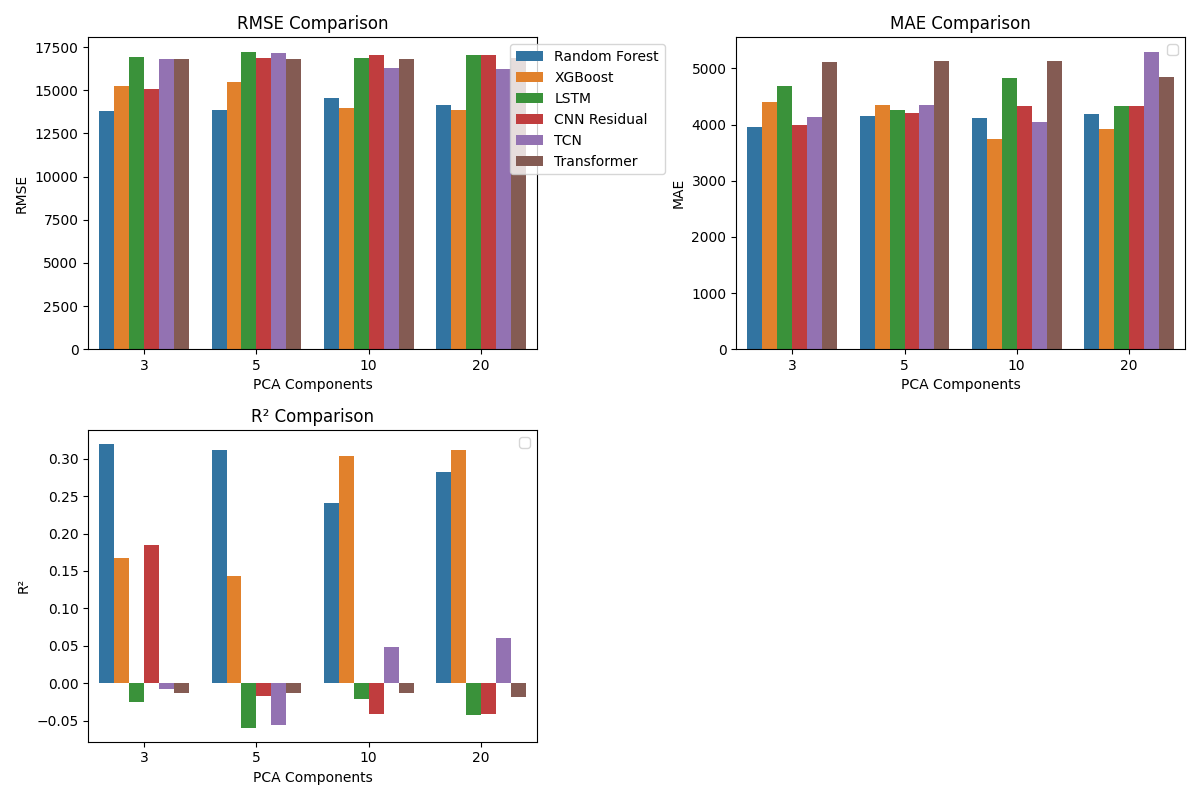 RMSE Comparison
RMSE
17500
15000
12500
10000
7500
5000
2500
0
3 5 10 20
PCA Components
Random Forest
XGBoost
LSTM
CNN Residual
TCN
Transformer
MAE Comparison
MAE
5000
4000
3000
2000
1000
0
3 5 10 20
PCA Components
R² Comparison
R²
0.30
0.25
0.20
0.15
0.10
0.05
0.00
−0.05
3 5 10 20
PCA Components